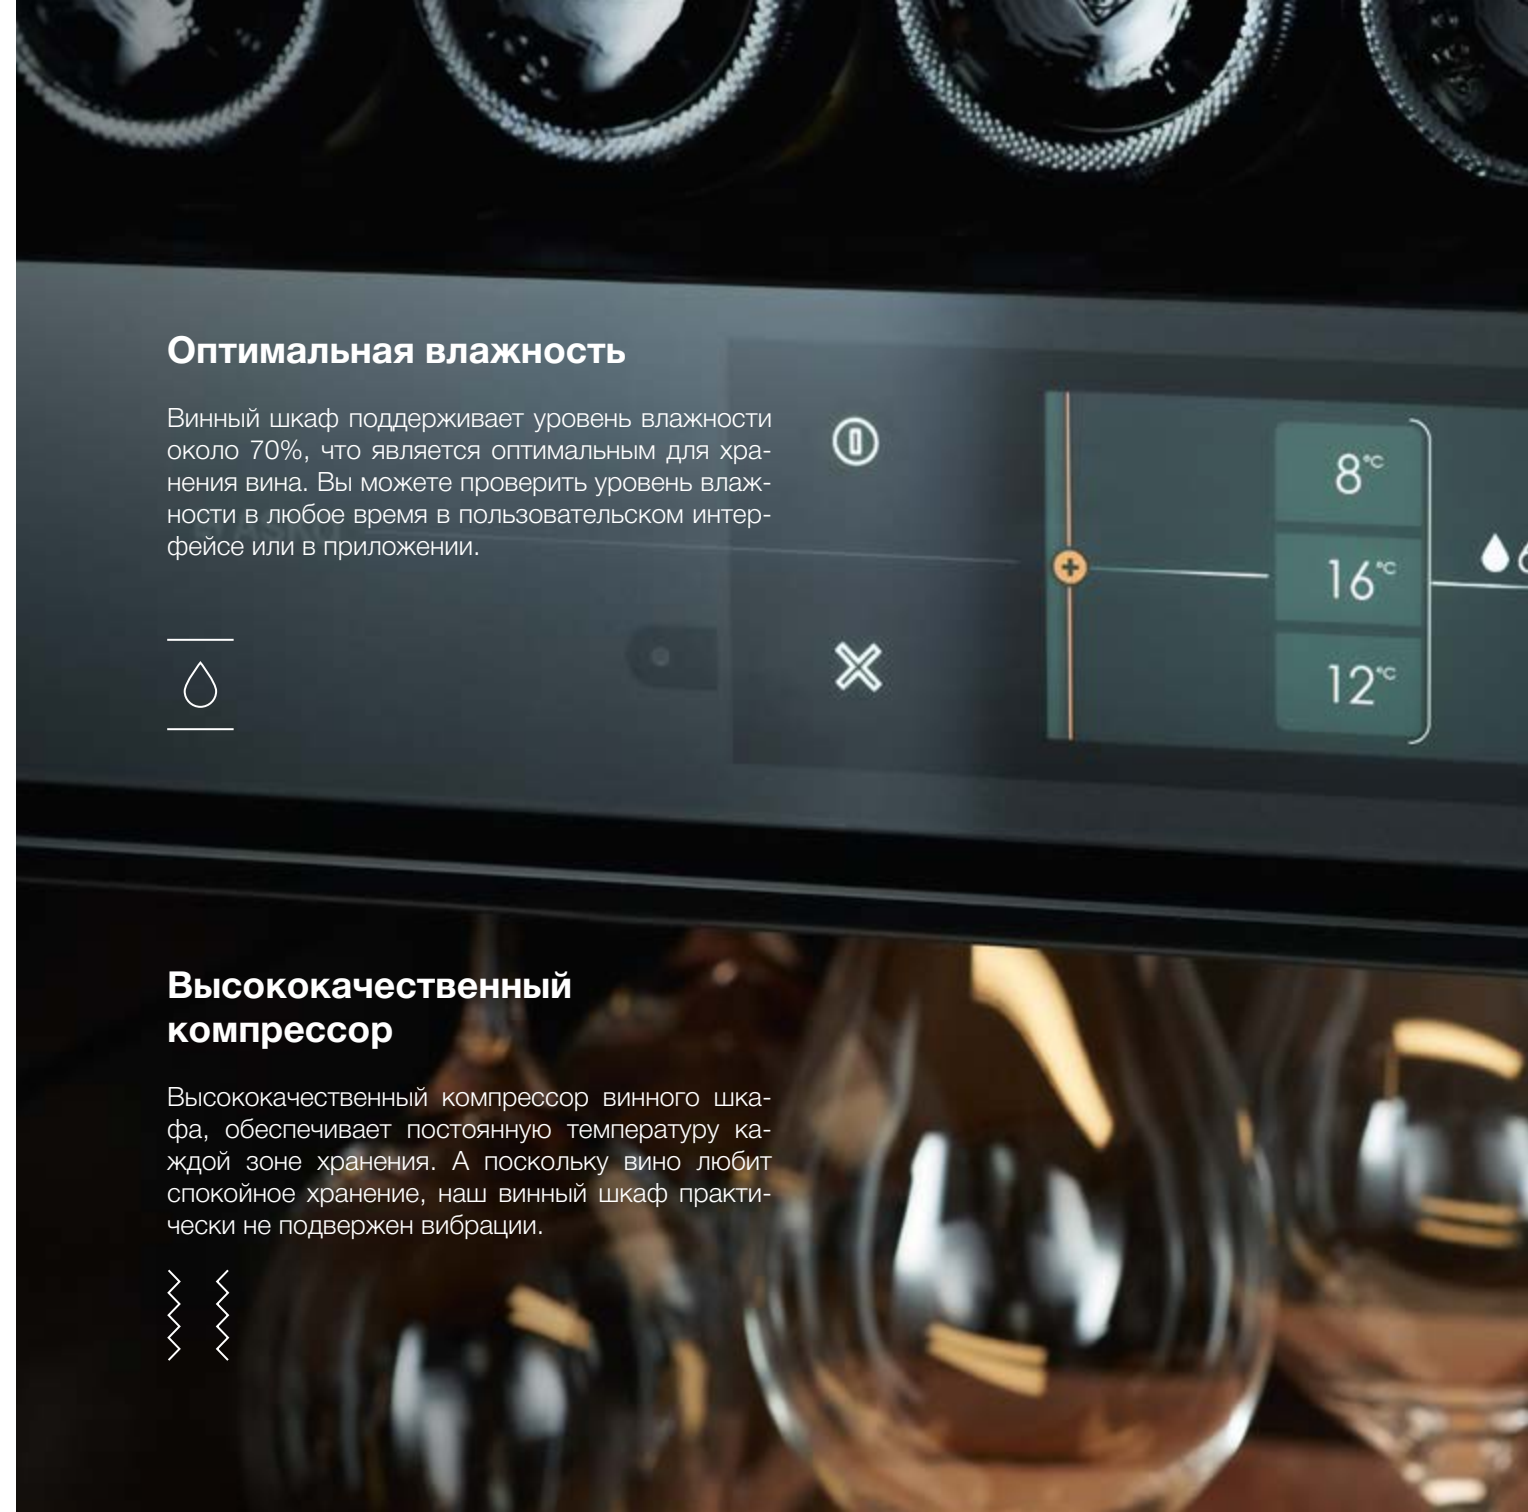 Оптимальная влажность
Винный шкаф поддерживает уровень влажности
около 70%, что является оптимальным для хра-
нения вина. Вы можете проверить уровень влаж-
ности в любое время в пользовательском интер-
фейсе или в приложении.
8°C
16°C
12°C
Высококачественный
компрессор
Высококачественный компрессор винного шка-
фа, обеспечивает постоянную температуру ка-
ждой зоне хранения. А поскольку вино любит
спокойное хранение, наш винный шкаф практи-
чески не подвержен вибрации.